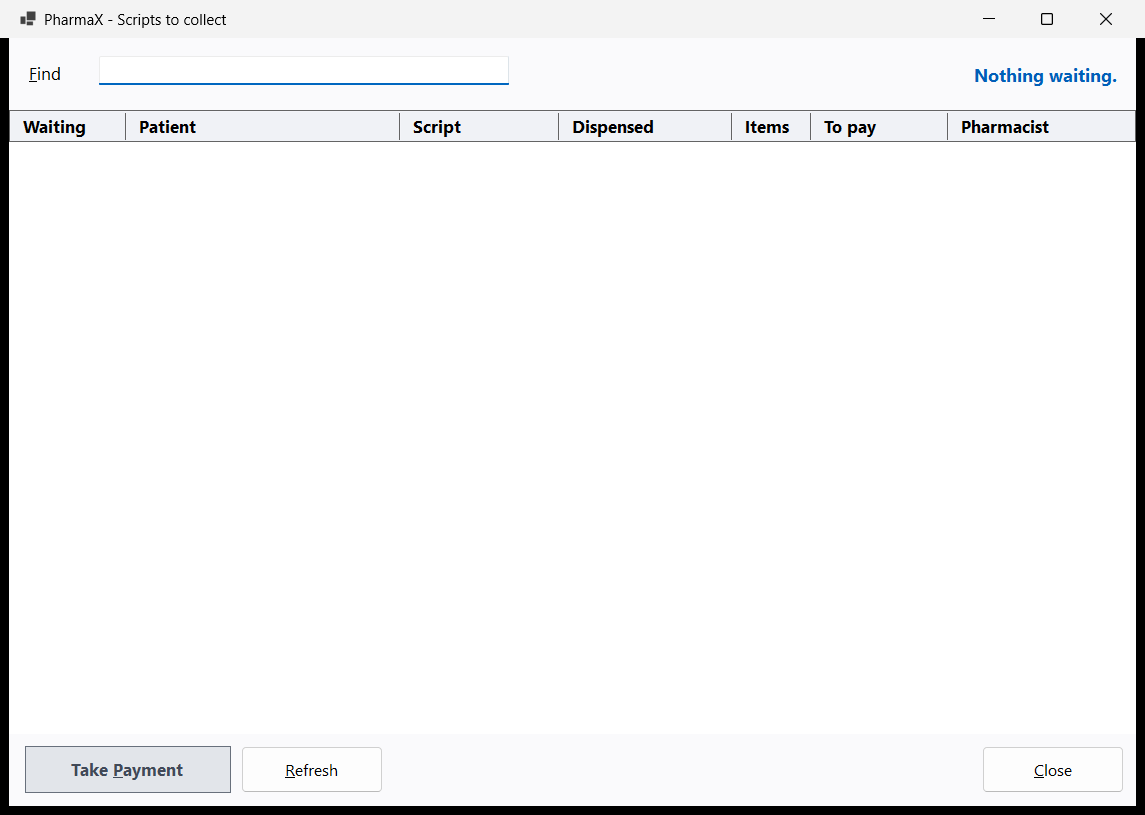 PharmaX - Scripts to collect
Find
Nothing waiting.
Waiting Patient Script Dispensed Items To pay Pharmacist
Take Payment Refresh Close